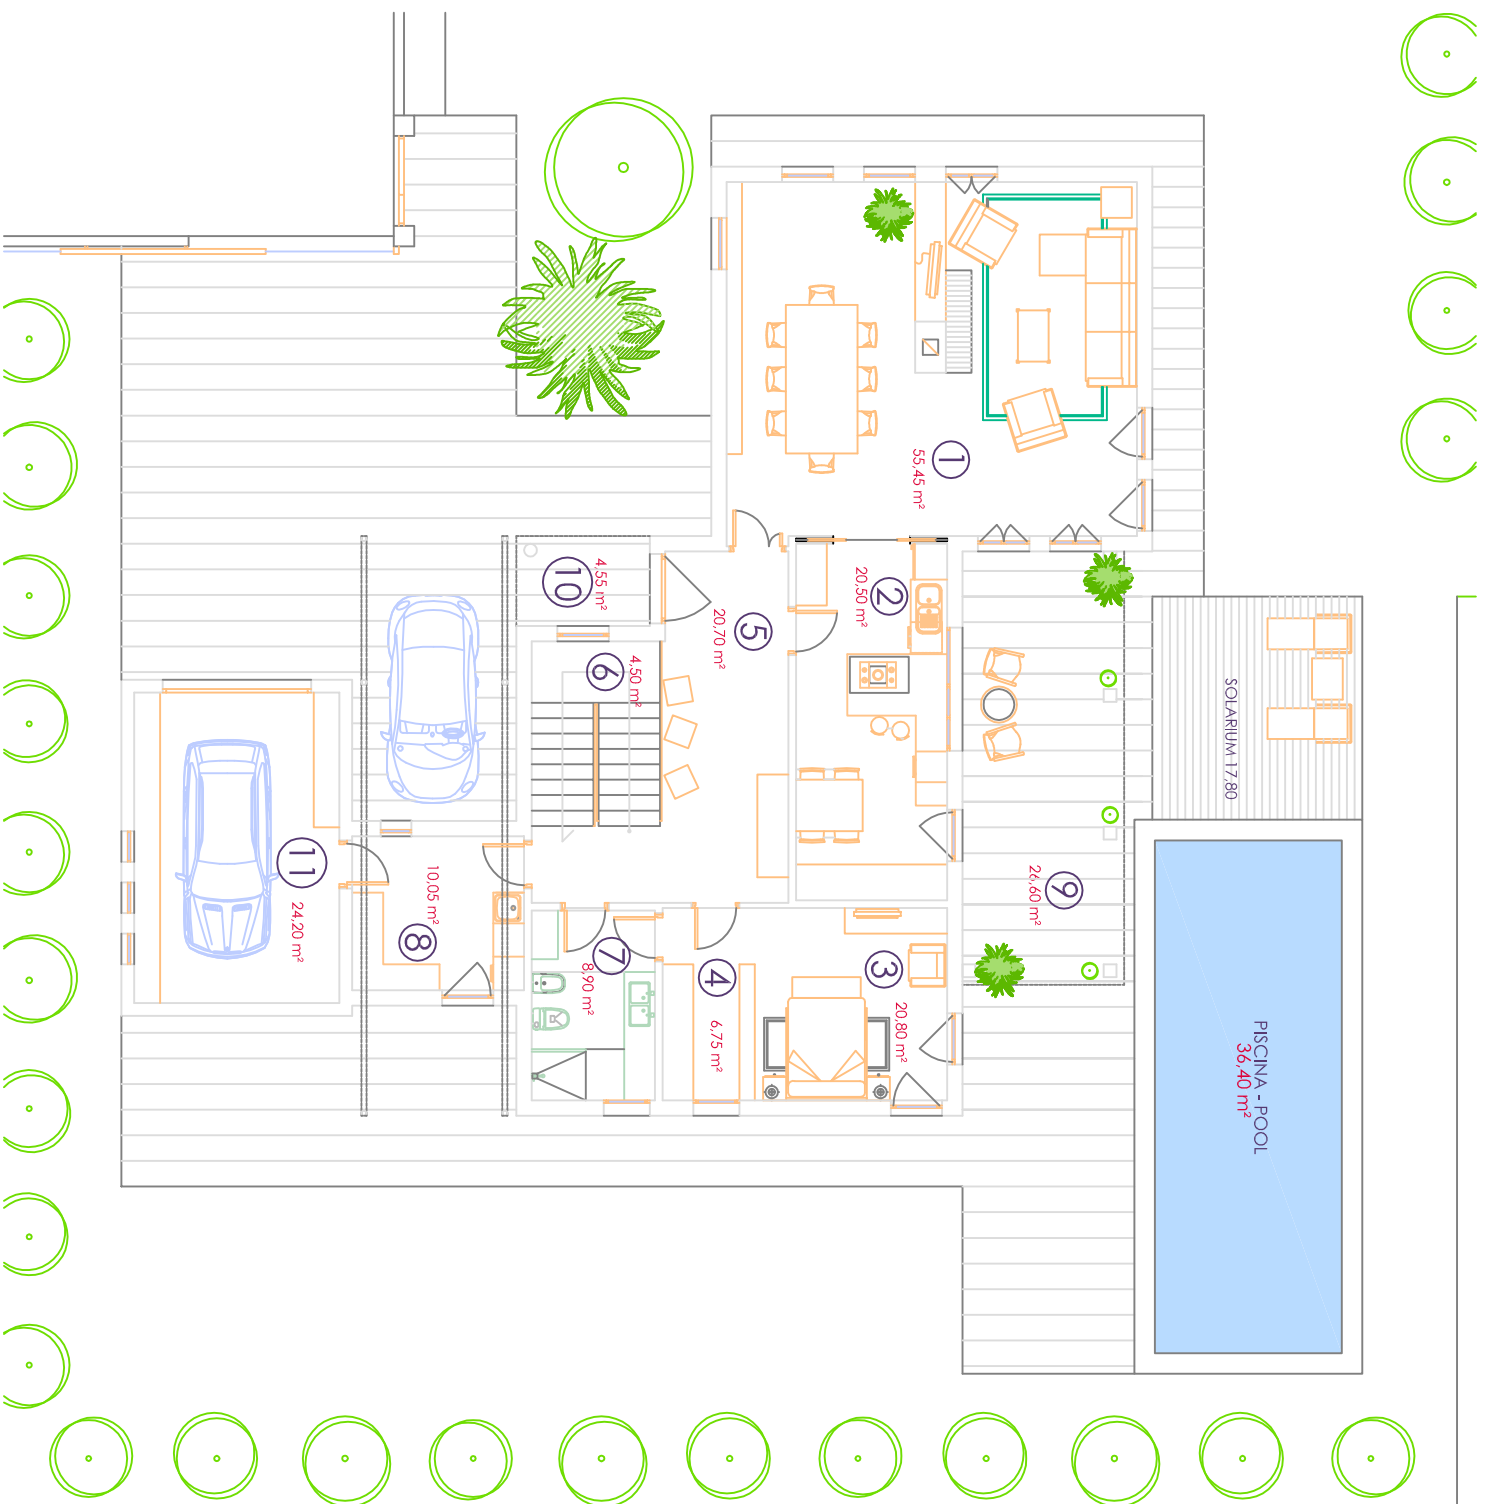 1
55,45 m²
2
20,50 m²
5
20,70 m²
10
4,55 m²
6
4,50 m²
SOLARIUM 17,80
9
26,60 m²
11
24,20 m²
8
10,05 m²
7
8,90 m²
4
6,75 m²
3
20,80 m²
PISCINA - POOL
36,40 m²